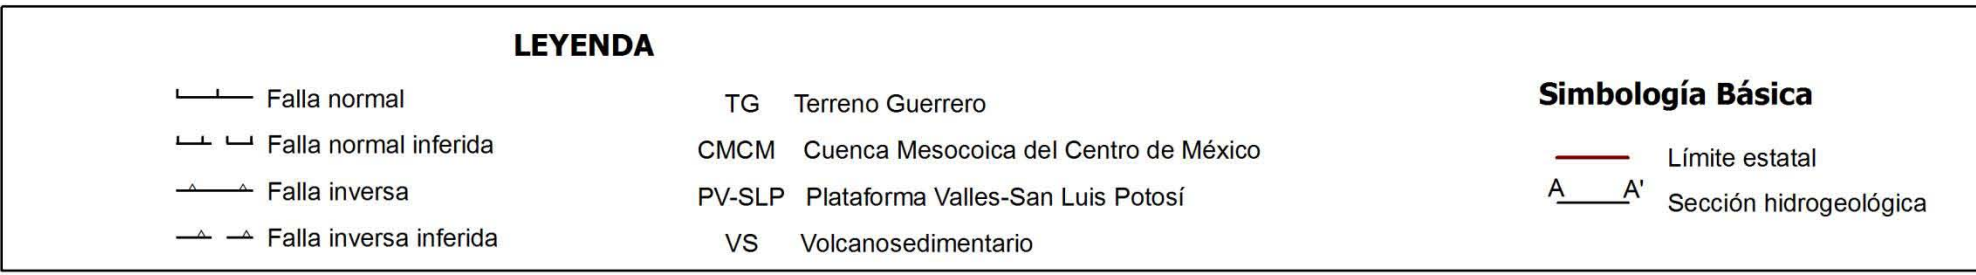 LEYENDA
Falla normal
Falla normal inferida
Falla inversa
Falla inversa inferida
TG Terreno Guerrero
CMCM Cuenca Mesocoica del Centro de México
PV-SLP Plataforma Valles-San Luis Potosí
VS Volcanosedimentario
Simbología Básica
Límite estatal
A A' Sección hidrogeológica